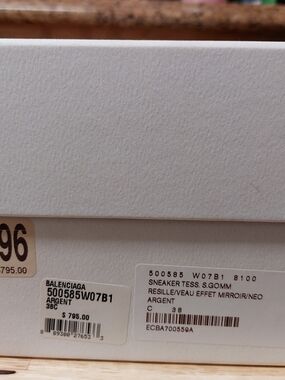 96
$795.00
BALENCIAGA
500585W07B1
ARGENT
38C
$ 795.00
500585 W07B1 8100
SNEAKER TESS. S.GOMM
RESILLE/VEAU EFFET MIRROIR/NEO
ARGENT
C 38
ECBA700559A